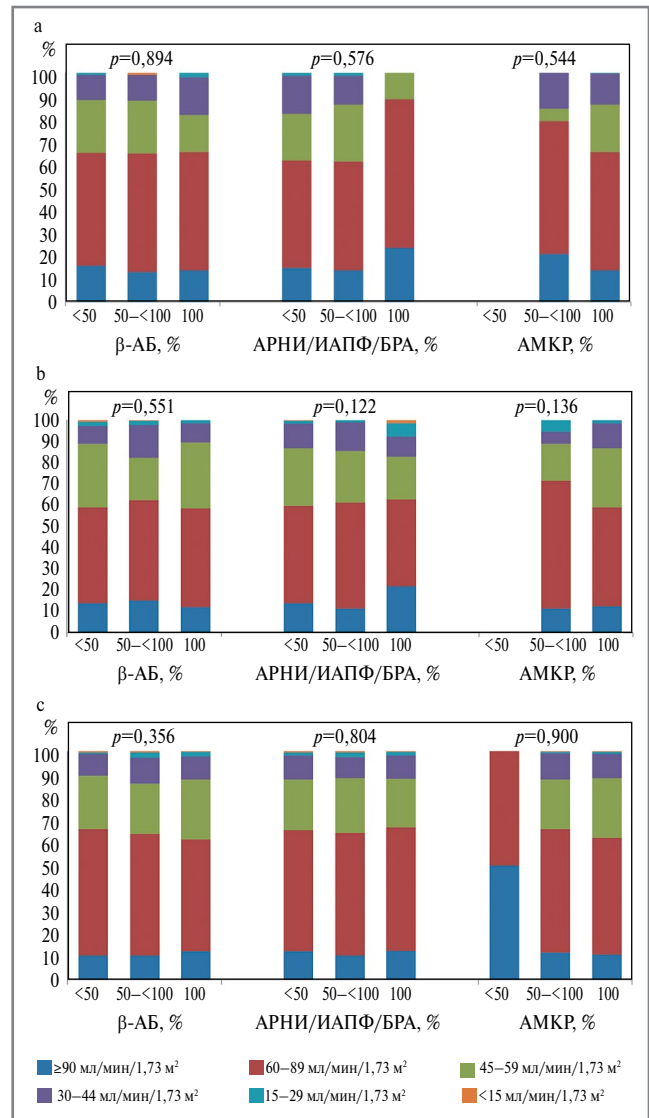 a
%
p=0,894 p=0,576 p=0,544
100
90
80
70
60
50
40
30
20
10
0
<50 50–<100 100 <50 50–<100 100 <50 50–<100 100
β-АБ, % АРНИ/ИАПФ/БРА, % АМКР, %
b
%
p=0,551 p=0,122 p=0,136
100
90
80
70
60
50
40
30
20
10
0
<50 50–<100 100 <50 50–<100 100 <50 50–<100 100
β-АБ, % АРНИ/ИАПФ/БРА, % АМКР, %
c
%
p=0,356 p=0,804 p=0,900
100
90
80
70
60
50
40
30
20
10
0
<50 50–<100 100 <50 50–<100 100 <50 50–<100 100
β-АБ, % АРНИ/ИАПФ/БРА, % АМКР, %
≥90 мл/мин/1,73 м² 60–89 мл/мин/1,73 м² 45–59 мл/мин/1,73 м²
30–44 мл/мин/1,73 м² 15–29 мл/мин/1,73 м² <15 мл/мин/1,73 м²